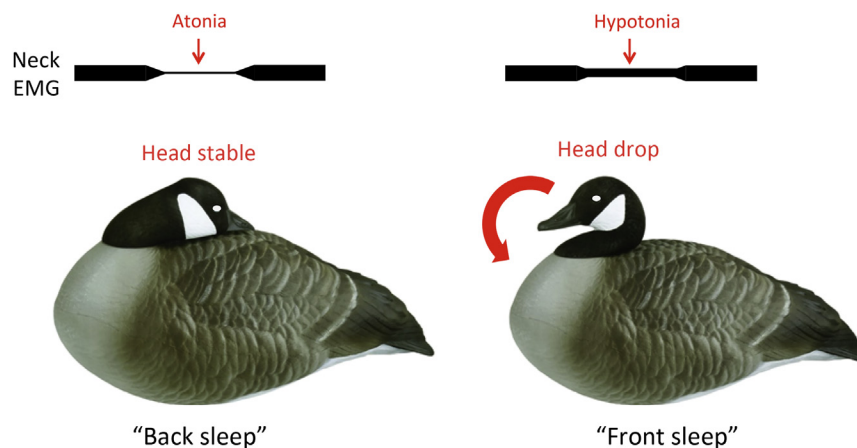 Atonia
Hypotonia
Neck
EMG
Head stable
Head drop
“Back sleep”
“Front sleep”